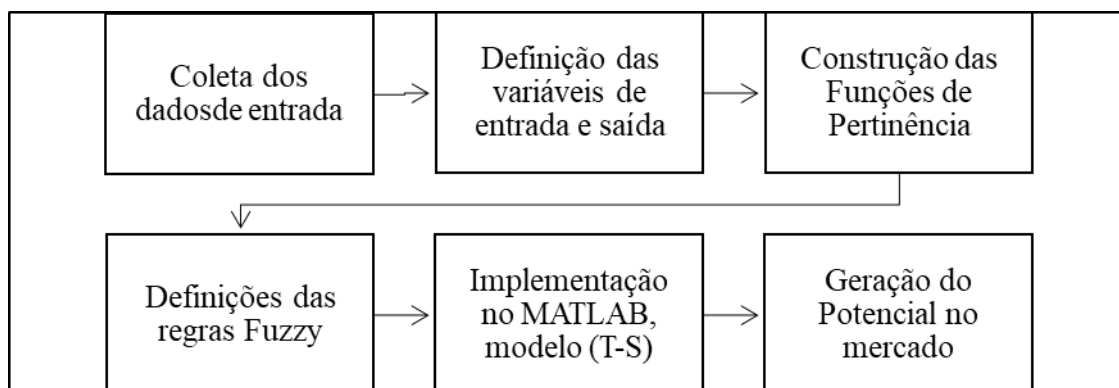 Coleta dos
dadosde entrada
Definição das
variáveis de
entrada e saída
Construção das
Funções de
Pertinência
Definições das
regras Fuzzy
Implementação
no MATLAB,
modelo (T-S)
Geração do
Potencial no
mercado